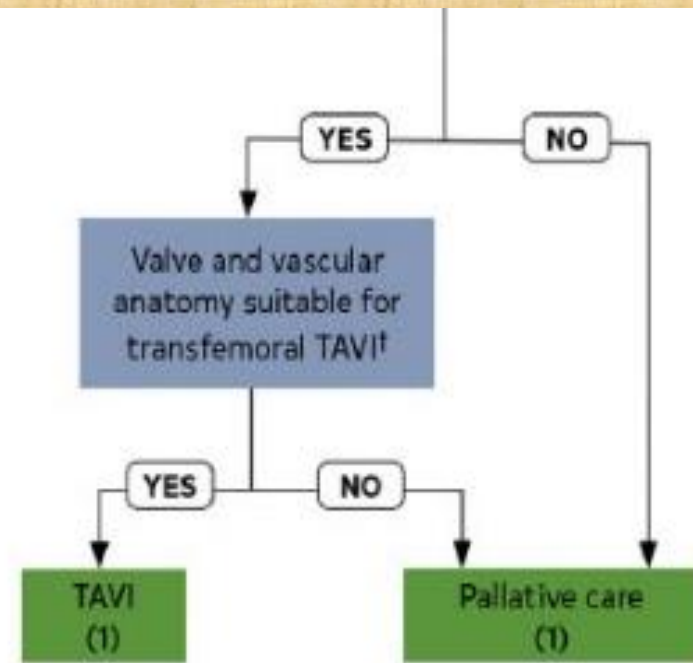 YES
NO
Valve and vascular
anatomy suitable for
transfemoral TAVI†
YES
NO
TAVI
(1)
Pallative care
(1)